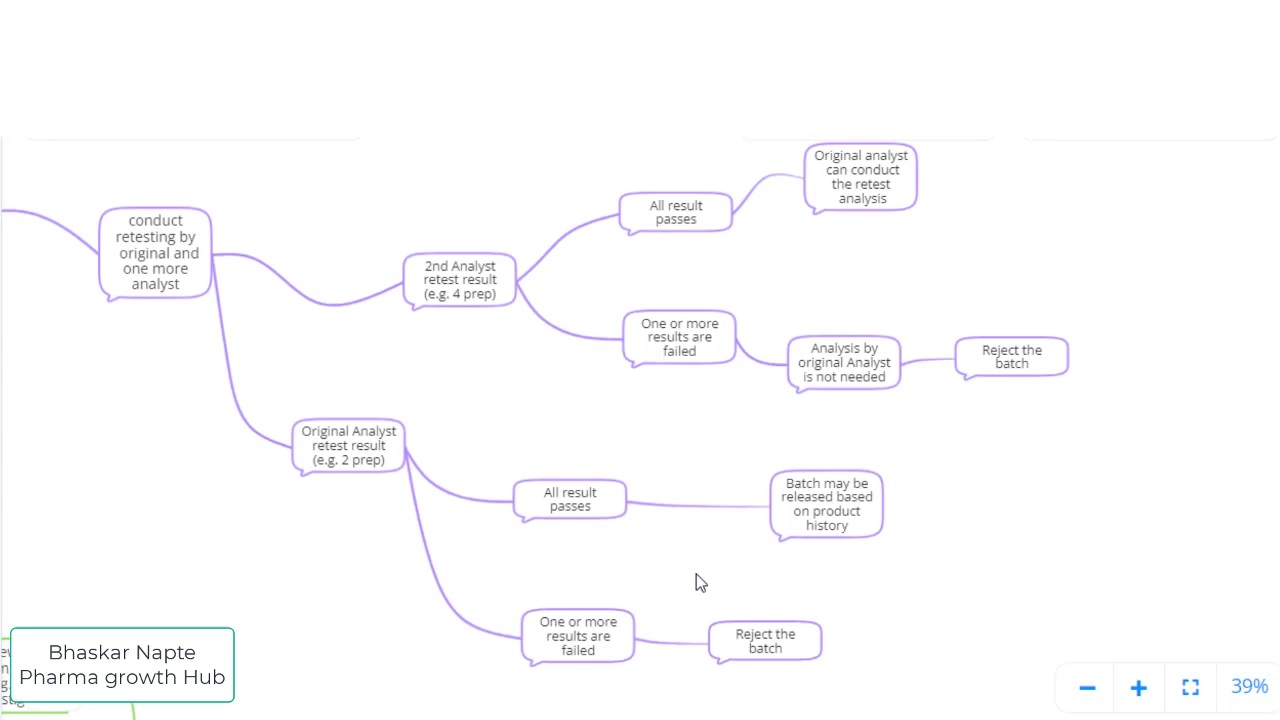 conduct
retesting by
original and
one more
analyst
2nd Analyst
retest result
(e.g. 4 prep)
All result
passes
Original analyst
can conduct
the retest
analysis
One or more
results are
failed
Analysis by
original Analyst
is not needed
Reject the
batch
Original Analyst
retest result
(e.g. 2 prep)
All result
passes
Batch may be
released based
on product
history
One or more
results are
failed
Reject the
batch
Bhaskar Napte
Pharma growth Hub
39%